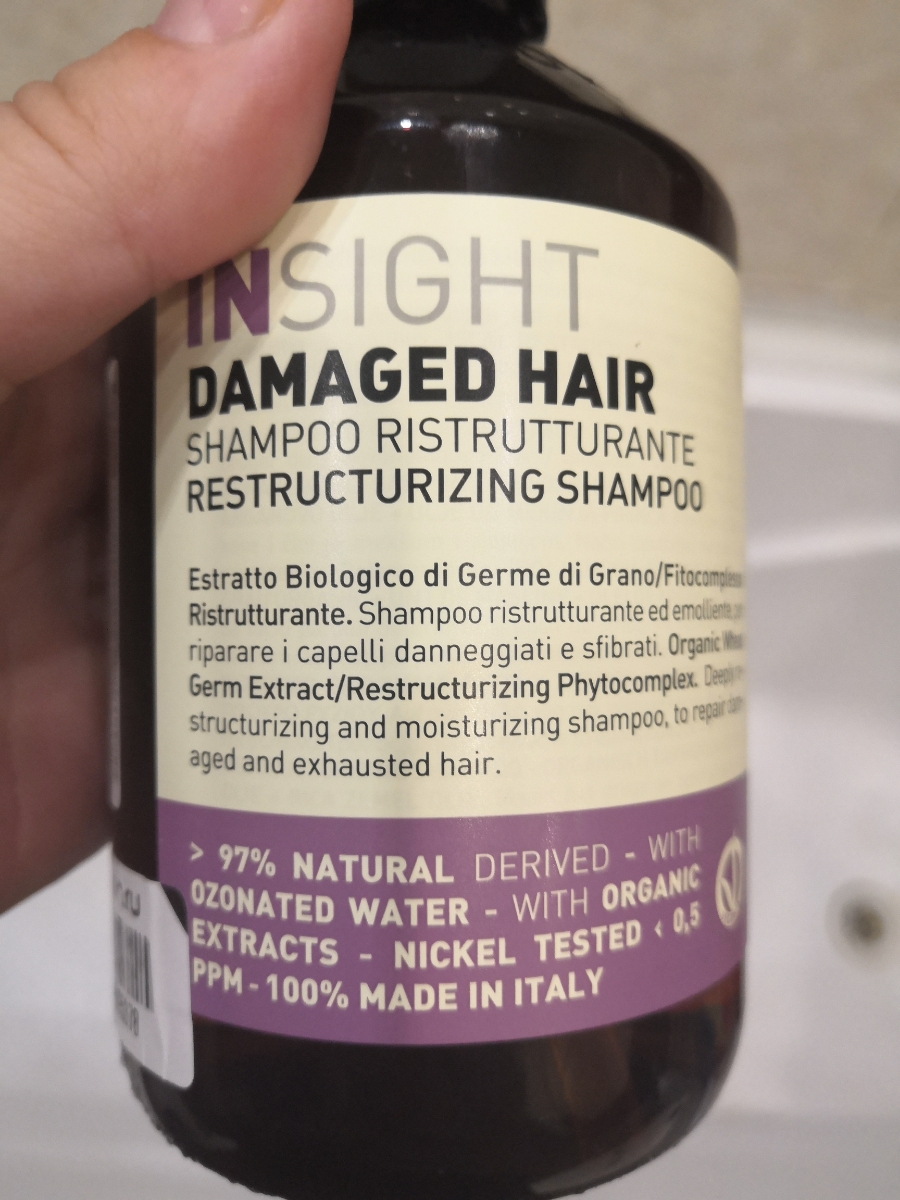 INSIGHT
DAMAGED HAIR
SHAMPOO RISTRUTTURANTE
RESTRUCTURIZING SHAMPOO
Estratto Biologico di Germe di Grano/Fitocomplesso
Ristrutturante. Shampoo ristrutturante ed emolliente, per
riparare i capelli danneggiati e sfibrati. Organic Wheat
Germ Extract/Restructurizing Phytocomplex. Deeply re-
structurizing and moisturizing shampoo, to repair dam-
aged and exhausted hair.
> 97% NATURAL DERIVED - WITH
OZONATED WATER - WITH ORGANIC
EXTRACTS - NICKEL TESTED < 0,5
PPM - 100% MADE IN ITALY